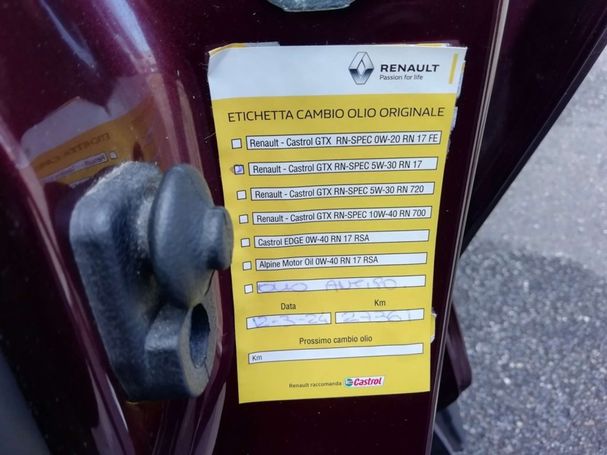 RENAULT
Passion for life
ETICHETTA CAMBIO OLIO ORIGINALE
Renault - Castrol GTX RN-SPEC 0W-20 RN 17 FE
Renault - Castrol GTX RN-SPEC 5W-30 RN 17
Renault - Castrol GTX RN-SPEC 5W-30 RN 720
Renault - Castrol GTX RN-SPEC 10W-40 RN 700
Castrol EDGE 0W-40 RN 17 RSA
Alpine Motor Oil 0W-40 RN 17 RSA
Data Km
12-3-24
Prossimo cambio olio
Km
Renault raccomanda Castrol